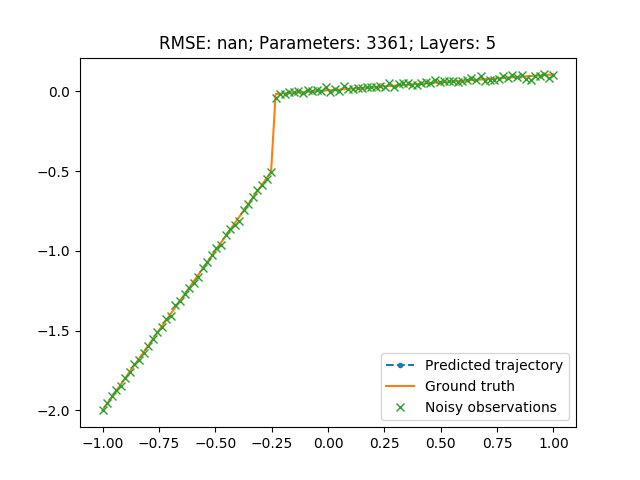 RMSE: nan; Parameters: 3361; Layers: 5
0.0
−0.5
−1.0
−1.5
−2.0
Predicted trajectory
Ground truth
Noisy observations
−1.00 −0.75 −0.50 −0.25 0.00 0.25 0.50 0.75 1.00